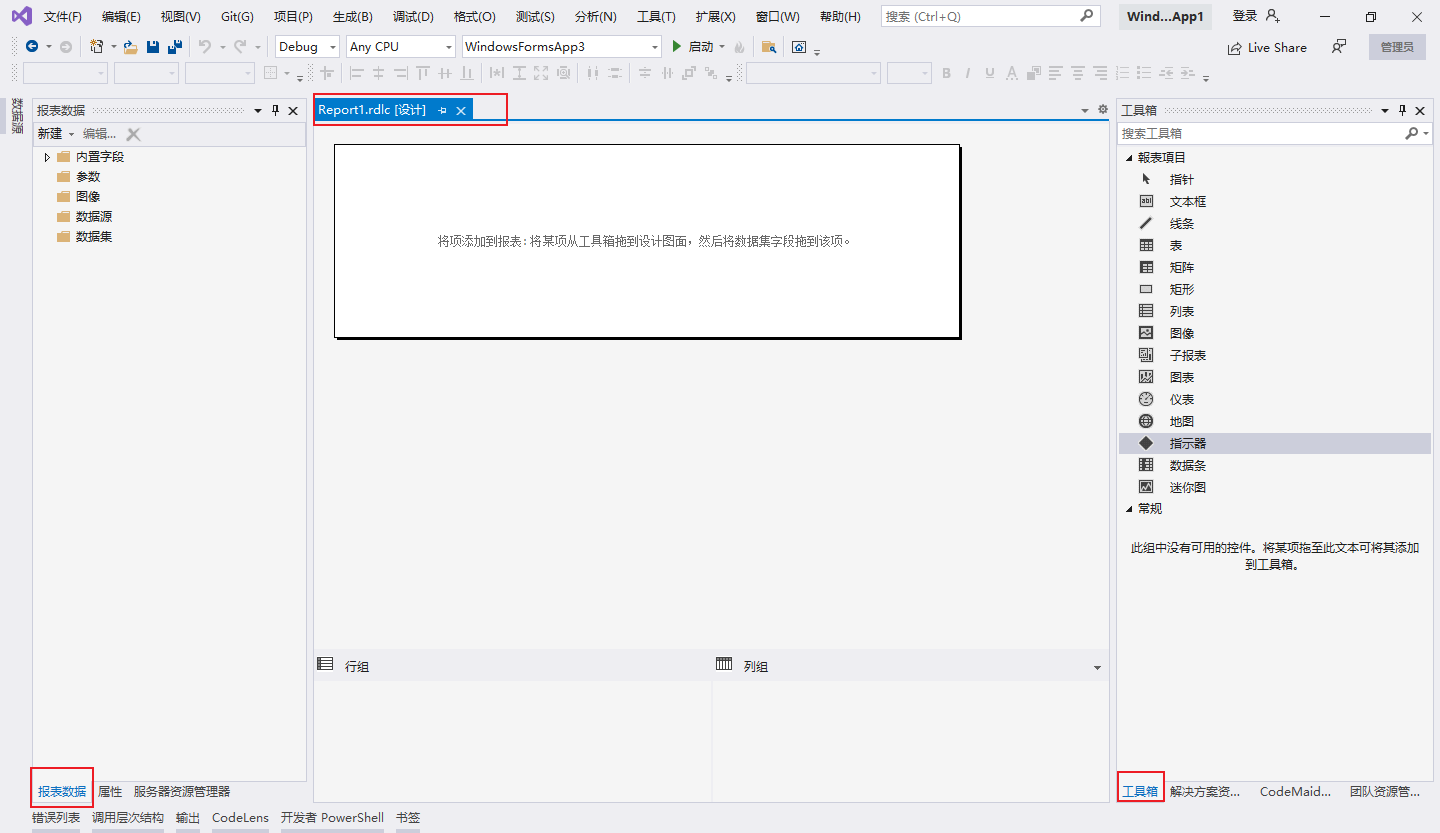 文件(F) 编辑(E) 视图(V) Git(G) 项目(P) 生成(B) 调试(D) 格式(O) 测试(S) 分析(N) 工具(T) 扩展(X) 窗口(W) 帮助(H) 搜索 (Ctrl+Q) Wind...App1 登录
Debug Any CPU WindowsFormsApp3 启动 Live Share 管理员
B I U A
数据源
报表数据
新建 编辑...
内置字段
参数
图像
数据源
数据集
Report1.rdlc [设计]
将项添加到报表:将某项从工具箱拖到设计图面，然后将数据集字段拖到该项。
行组 列组
工具箱
搜索工具箱
報表項目
指针
文本框
线条
表
矩阵
矩形
列表
图像
子报表
图表
仪表
地图
指示器
数据条
迷你图
常规
此组中没有可用的控件。将某项拖至此文本可将其添加
到工具箱。
报表数据 属性 服务器资源管理器
工具箱 解决方案资... CodeMaid... 团队资源管...
错误列表 调用层次结构 输出 CodeLens 开发者 PowerShell 书签